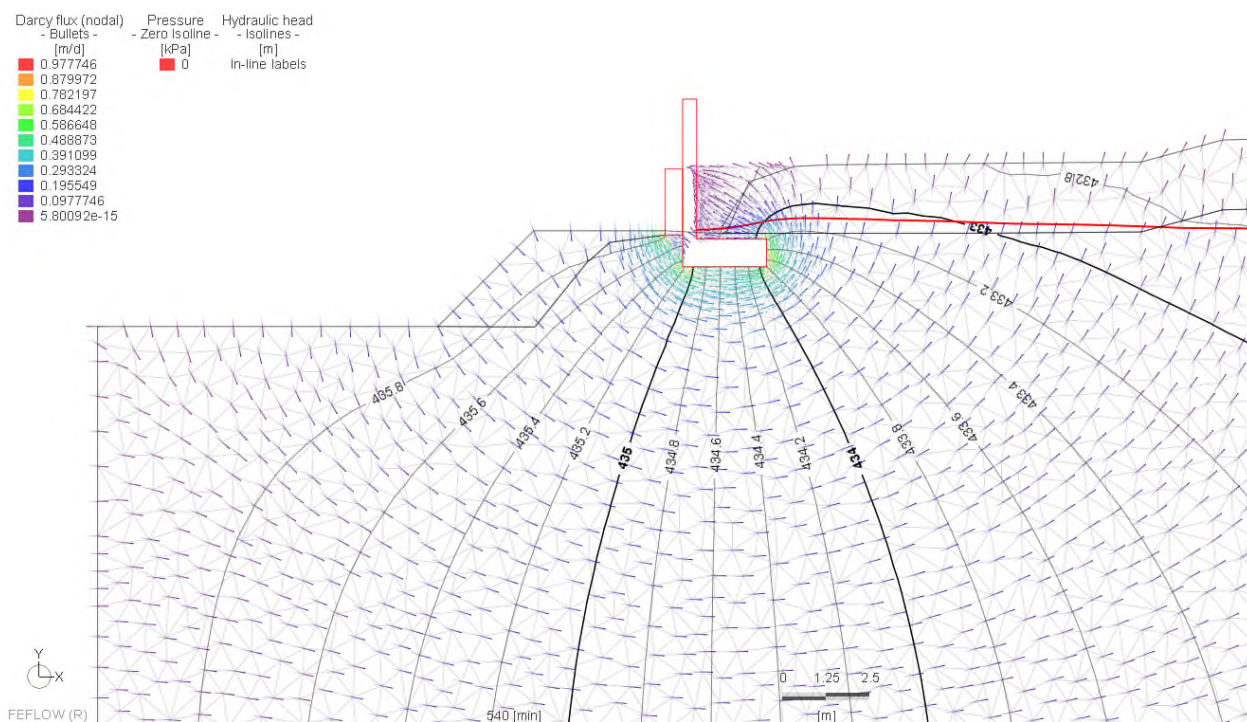 Darcy flux (nodal)
- Bullets -
[m/d]
0.977746
0.879972
0.782197
0.684422
0.586648
0.488873
0.391099
0.293324
0.195549
0.0977746
5.80092e-15
Pressure
- Zero Isoline -
[kPa]
0
Hydraulic head
- Isolines -
[m]
In-line labels
432.8
433
433.2
433.4
435.8
435.6
435.4
435.2
435
434.8
434.6
434.4
434.2
434
433.8
433.6
Y
X
0 1.25 2.5
[m]
FEFLOW (R)
540 [min]